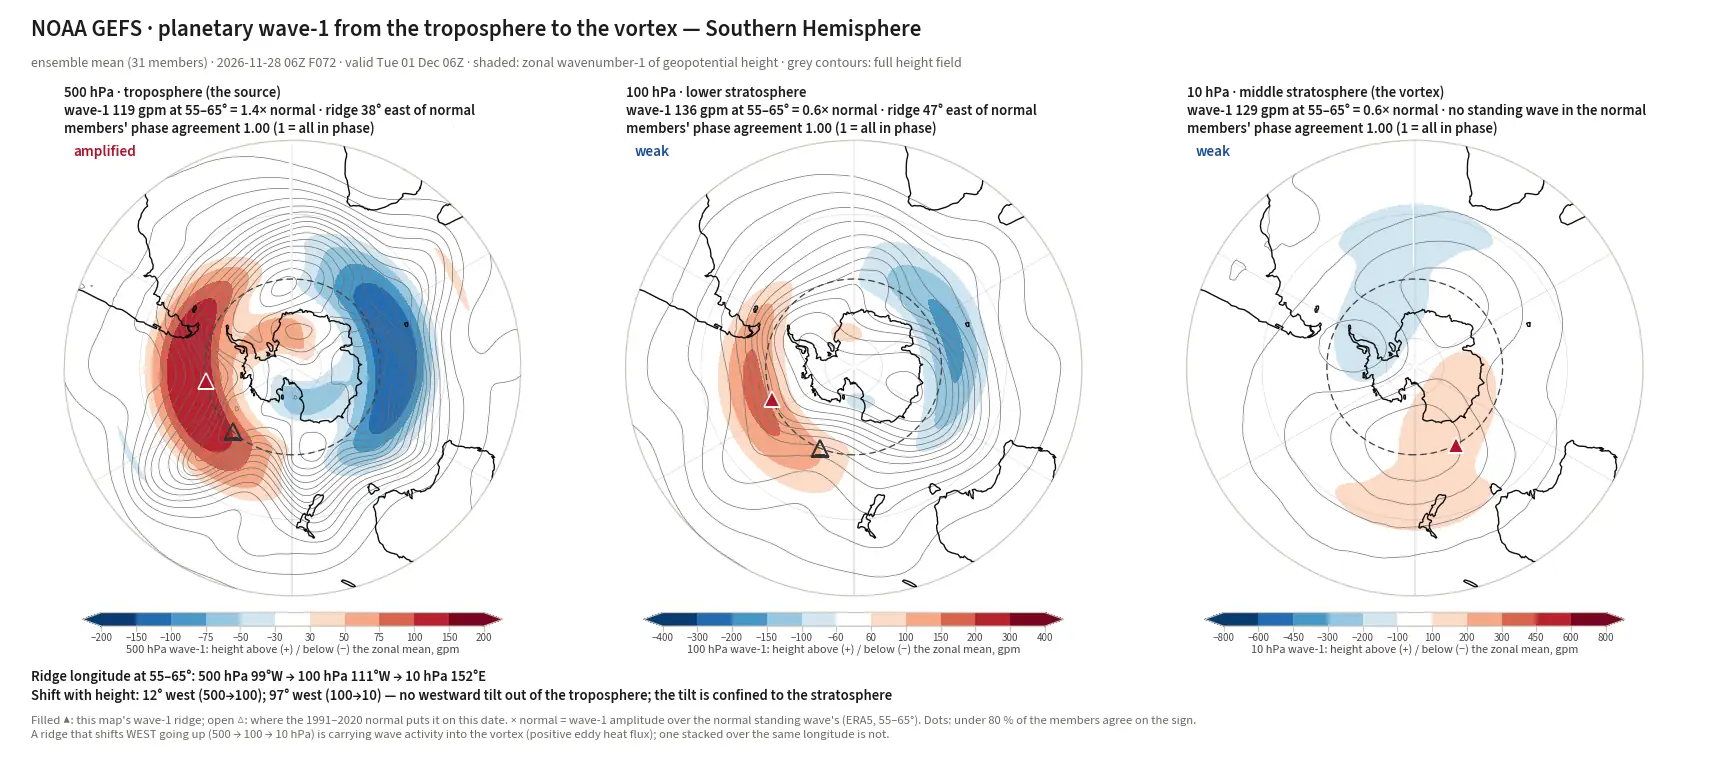 NOAA GEFS · planetary wave-1 from the troposphere to the vortex — Southern Hemisphere
ensemble mean (31 members) · 2026-11-28 06Z F072 · valid Tue 01 Dec 06Z · shaded: zonal wavenumber-1 of geopotential height · grey contours: full height field
500 hPa · troposphere (the source)
wave-1 119 gpm at 55–65° = 1.4× normal · ridge 38° east of normal
members' phase agreement 1.00 (1 = all in phase)
amplified
100 hPa · lower stratosphere
wave-1 136 gpm at 55–65° = 0.6× normal · ridge 47° east of normal
members' phase agreement 1.00 (1 = all in phase)
weak
10 hPa · middle stratosphere (the vortex)
wave-1 129 gpm at 55–65° = 0.6× normal · no standing wave in the normal
members' phase agreement 1.00 (1 = all in phase)
weak
−200 −150 −100 −75 −50 −30 30 50 75 100 150 200
500 hPa wave-1: height above (+) / below (−) the zonal mean, gpm
−400 −300 −200 −150 −100 −60 60 100 150 200 300 400
100 hPa wave-1: height above (+) / below (−) the zonal mean, gpm
−800 −600 −450 −300 −200 −100 100 200 300 450 600 800
10 hPa wave-1: height above (+) / below (−) the zonal mean, gpm
Ridge longitude at 55–65°: 500 hPa 99°W → 100 hPa 111°W → 10 hPa 152°E
Shift with height: 12° west (500→100); 97° west (100→10) — no westward tilt out of the troposphere; the tilt is confined to the stratosphere
Filled ▲: this map's wave-1 ridge; open △: where the 1991–2020 normal puts it on this date. × normal = wave-1 amplitude over the normal standing wave's (ERA5, 55–65°). Dots: under 80 % of the members agree on the sign.
A ridge that shifts WEST going up (500 → 100 → 10 hPa) is carrying wave activity into the vortex (positive eddy heat flux); one stacked over the same longitude is not.